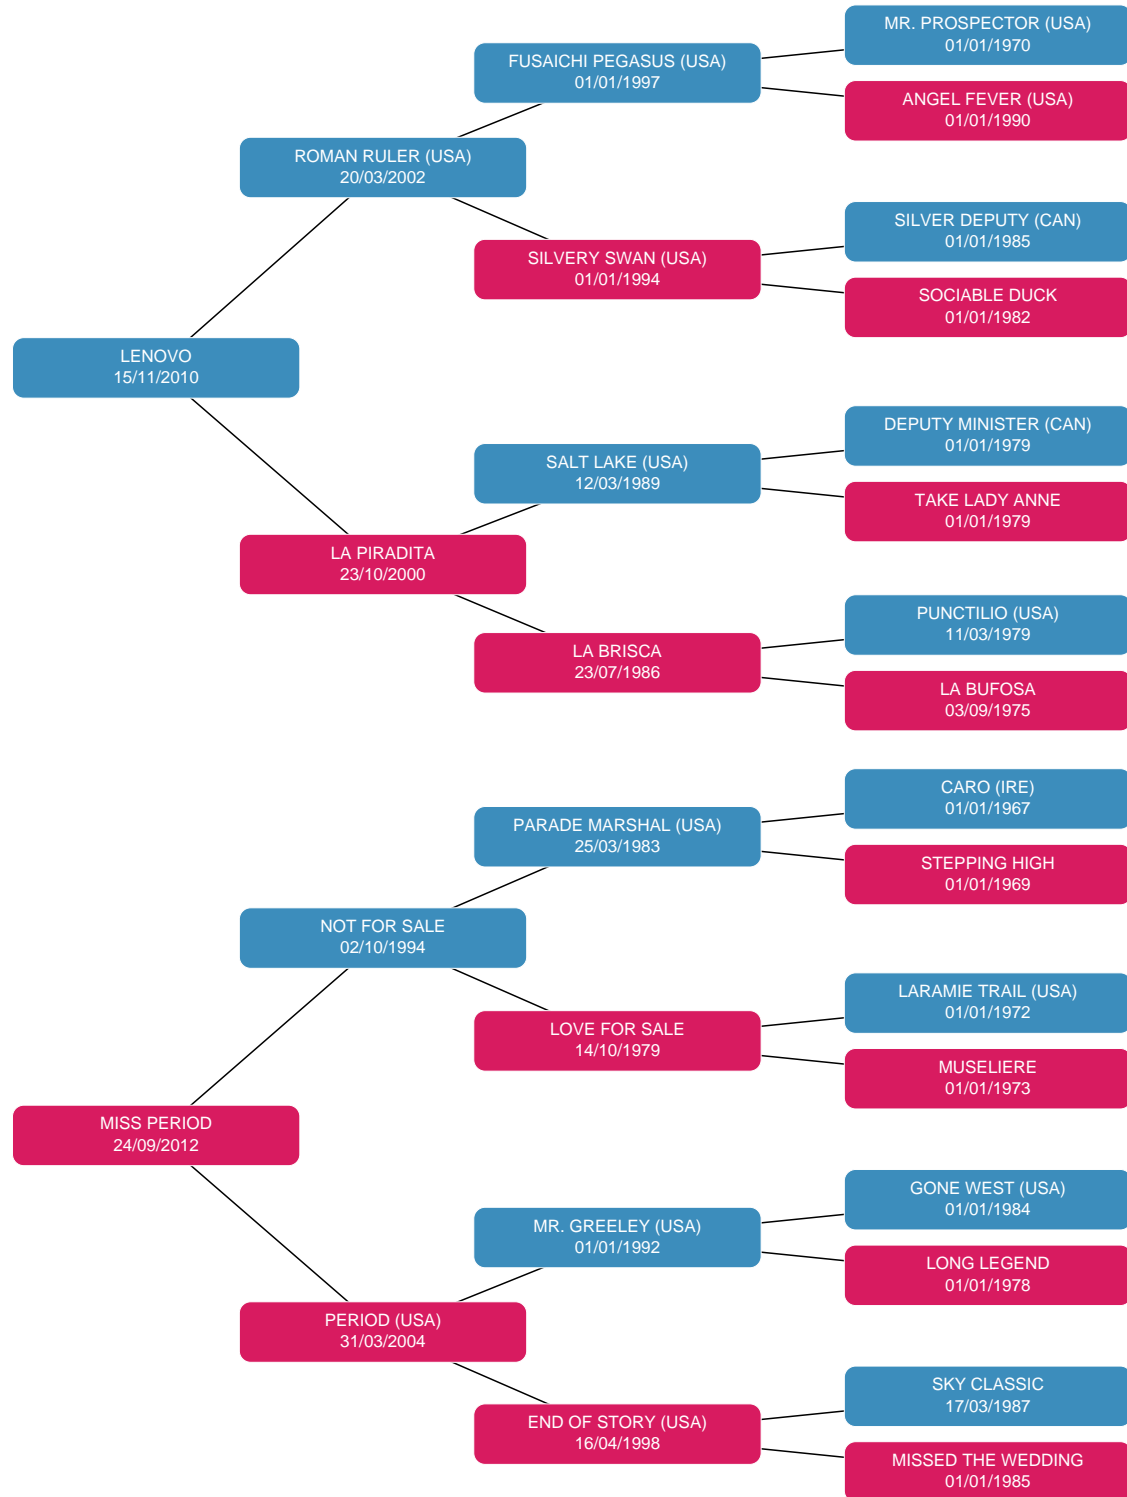 MR. PROSPECTOR (USA)
01/01/1970
FUSAICHI PEGASUS (USA)
01/01/1997
ANGEL FEVER (USA)
01/01/1990
ROMAN RULER (USA)
20/03/2002
SILVER DEPUTY (CAN)
01/01/1985
SILVERY SWAN (USA)
01/01/1994
SOCIABLE DUCK
01/01/1982
LENOVO
15/11/2010
DEPUTY MINISTER (CAN)
01/01/1979
SALT LAKE (USA)
12/03/1989
TAKE LADY ANNE
01/01/1979
LA PIRADITA
23/10/2000
PUNCTILIO (USA)
11/03/1979
LA BRISCA
23/07/1986
LA BUFOSA
03/09/1975
CARO (IRE)
01/01/1967
PARADE MARSHAL (USA)
25/03/1983
STEPPING HIGH
01/01/1969
NOT FOR SALE
02/10/1994
LARAMIE TRAIL (USA)
01/01/1972
LOVE FOR SALE
14/10/1979
MUSELIERE
01/01/1973
MISS PERIOD
24/09/2012
GONE WEST (USA)
01/01/1984
MR. GREELEY (USA)
01/01/1992
LONG LEGEND
01/01/1978
PERIOD (USA)
31/03/2004
SKY CLASSIC
17/03/1987
END OF STORY (USA)
16/04/1998
MISSED THE WEDDING
01/01/1985